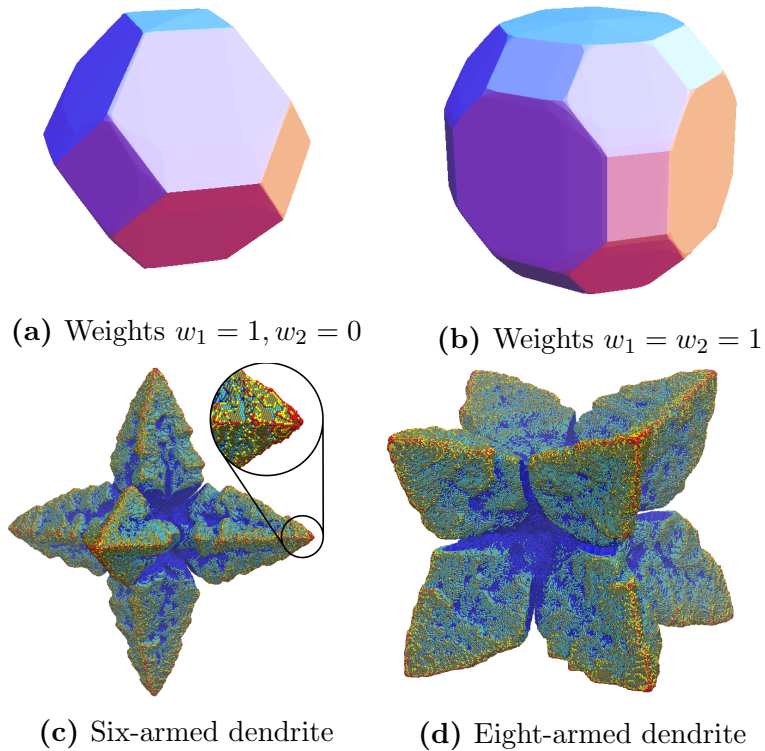 (a) Weights w₁ = 1, w₂ = 0
(b) Weights w₁ = w₂ = 1
(c) Six-armed dendrite
(d) Eight-armed dendrite